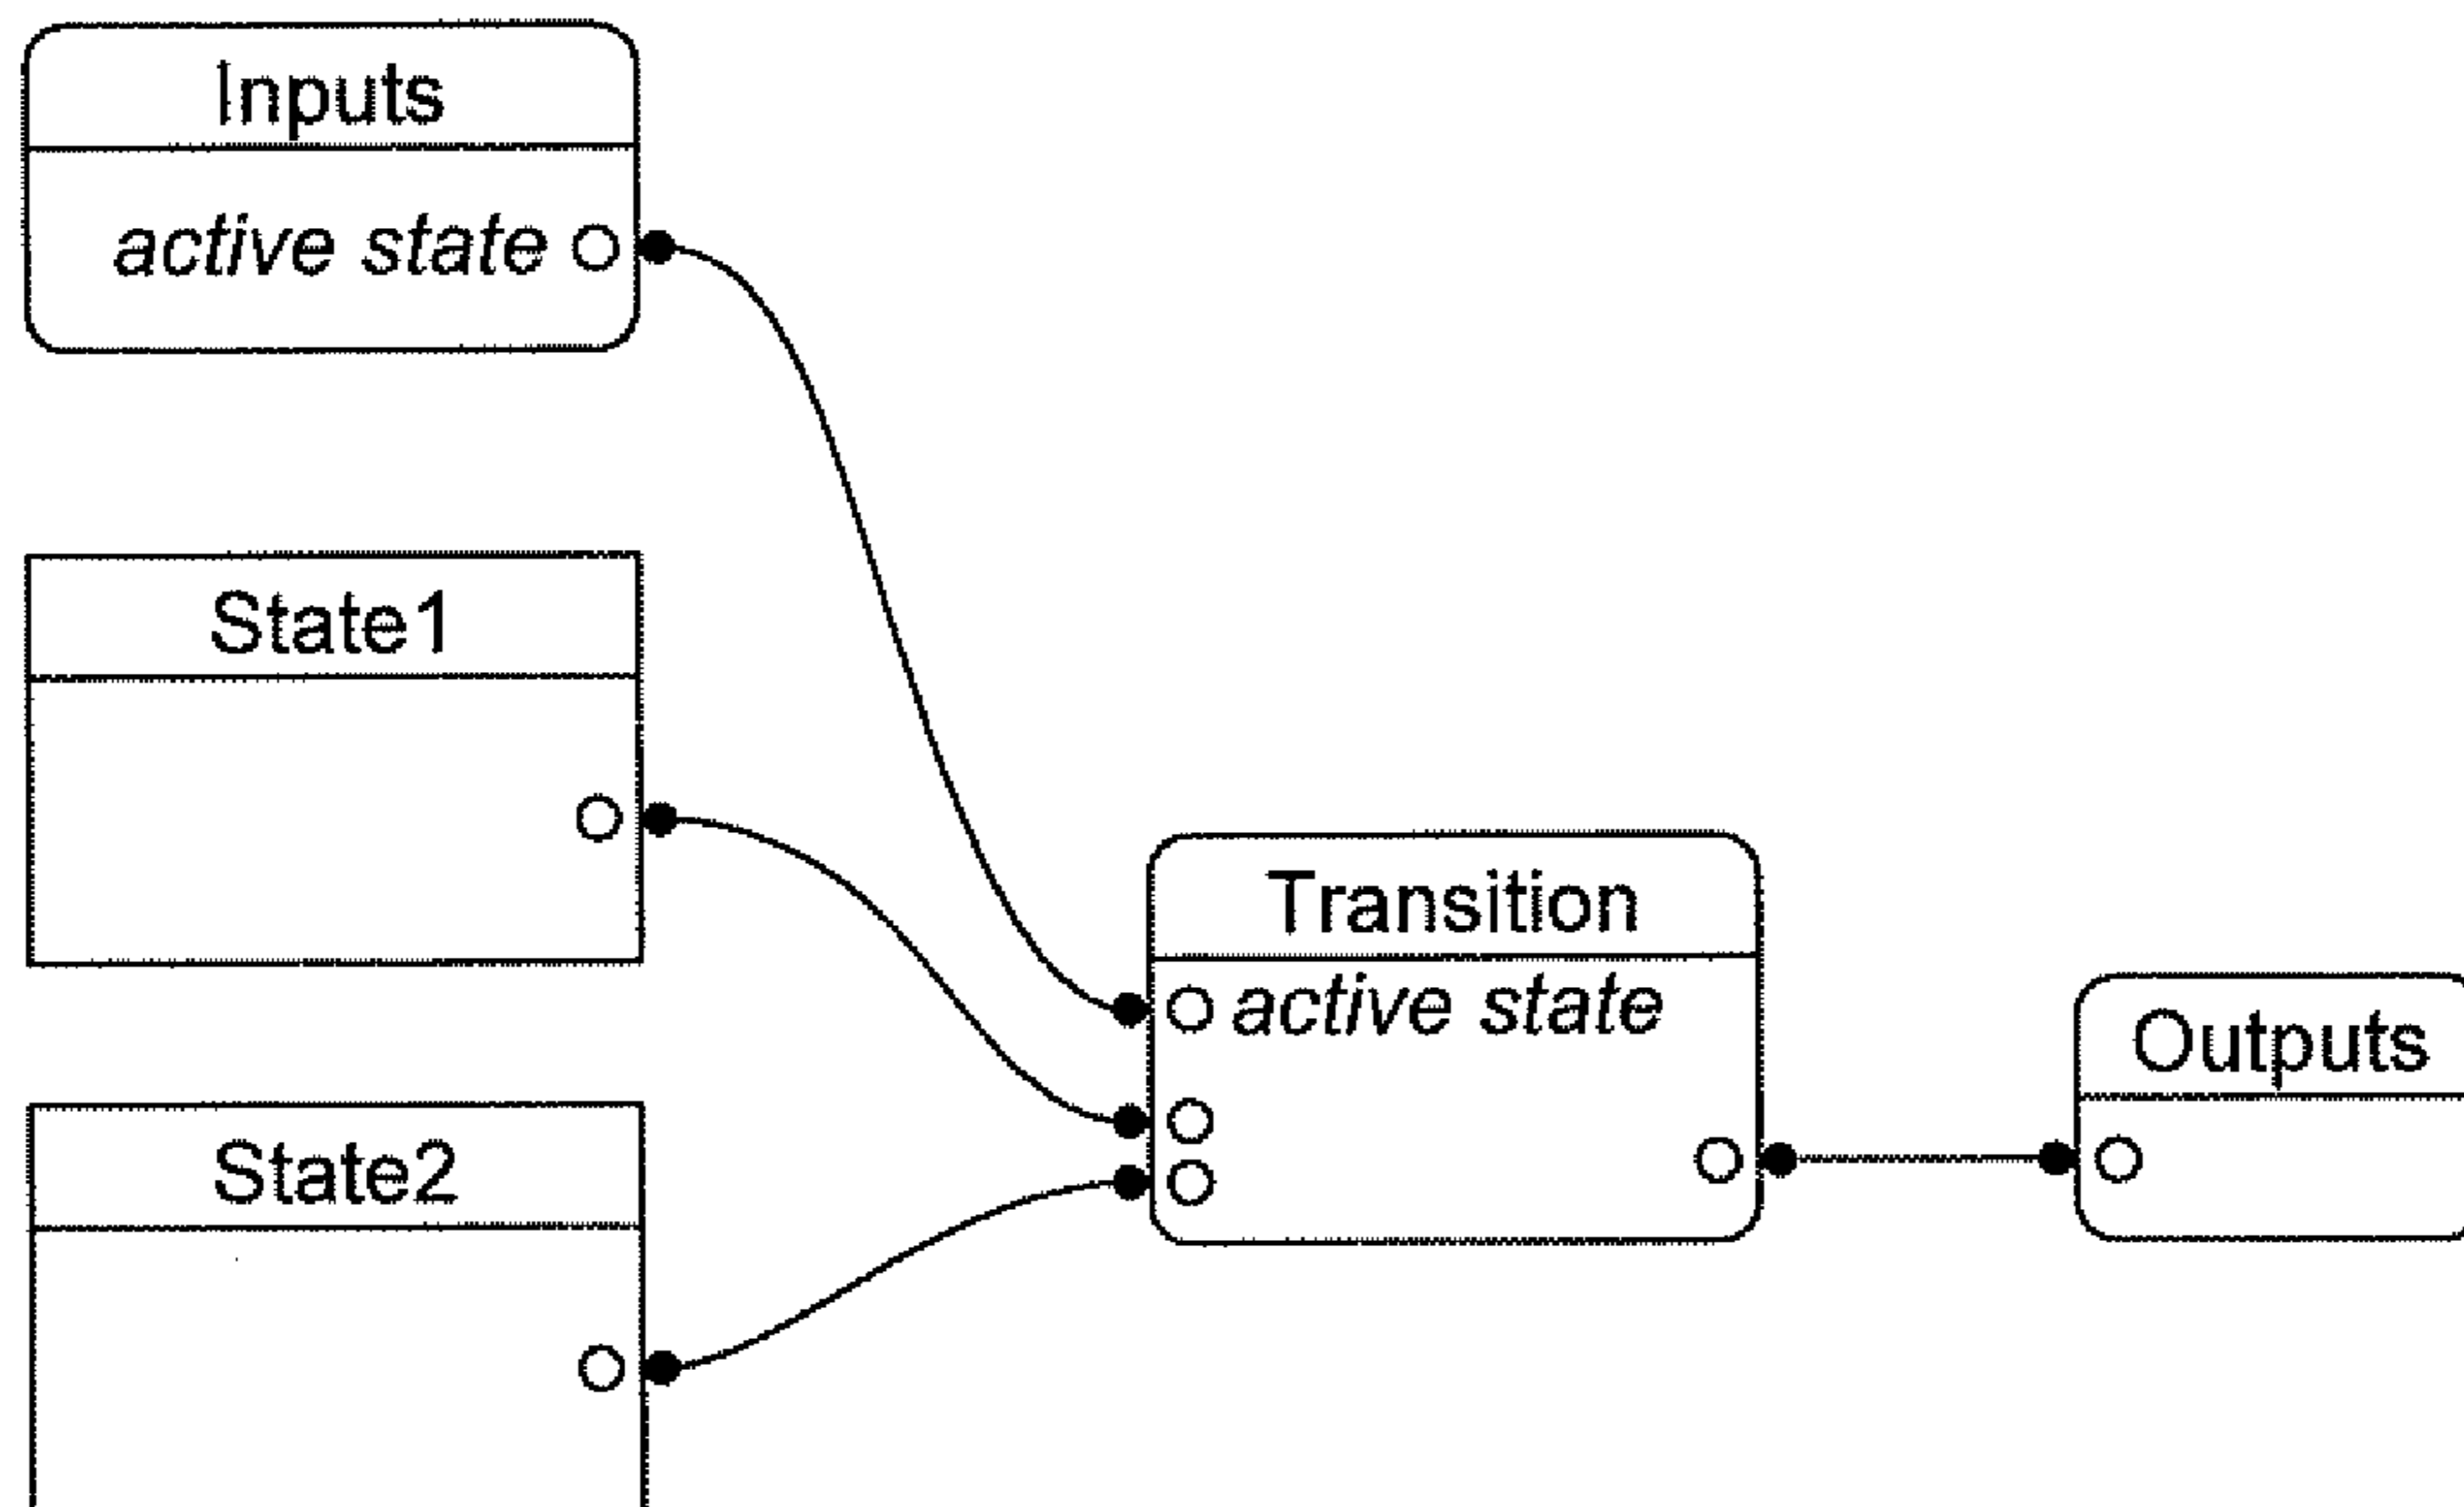 Inputs
active state
State1
Transition
active state
Outputs
State2